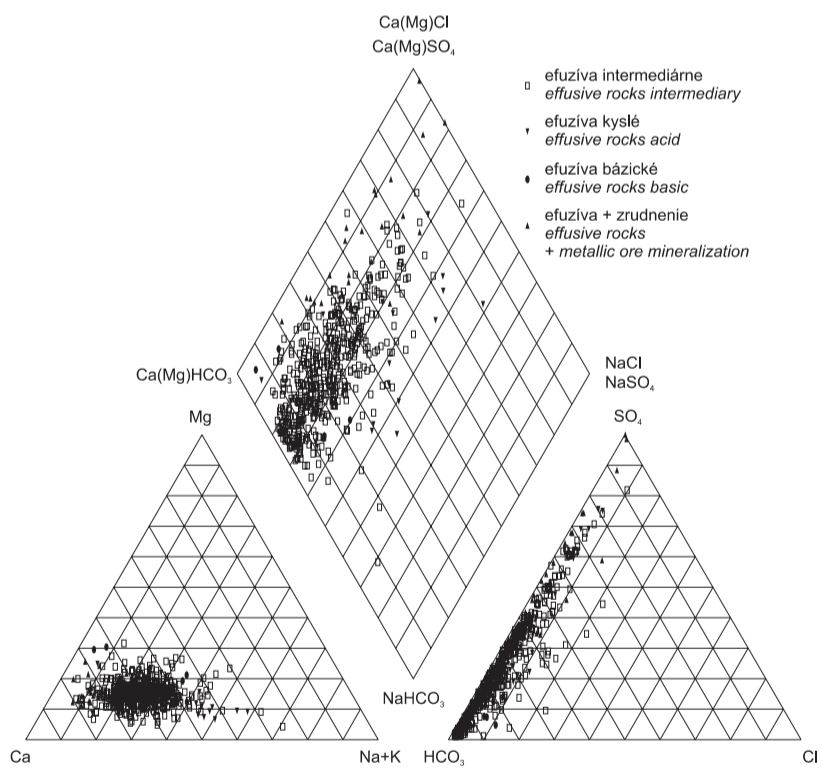 Ca(Mg)Cl
Ca(Mg)SO₄
efuzíva intermediárne
effusive rocks intermediary
efuzíva kyslé
effusive rocks acid
efuzíva bázické
effusive rocks basic
efuzíva + zrudnenie
effusive rocks
+ metallic ore mineralization
Ca(Mg)HCO₃
NaCl
NaSO₄
Mg
SO₄
NaHCO₃
Ca
Na+K
HCO₃
Cl